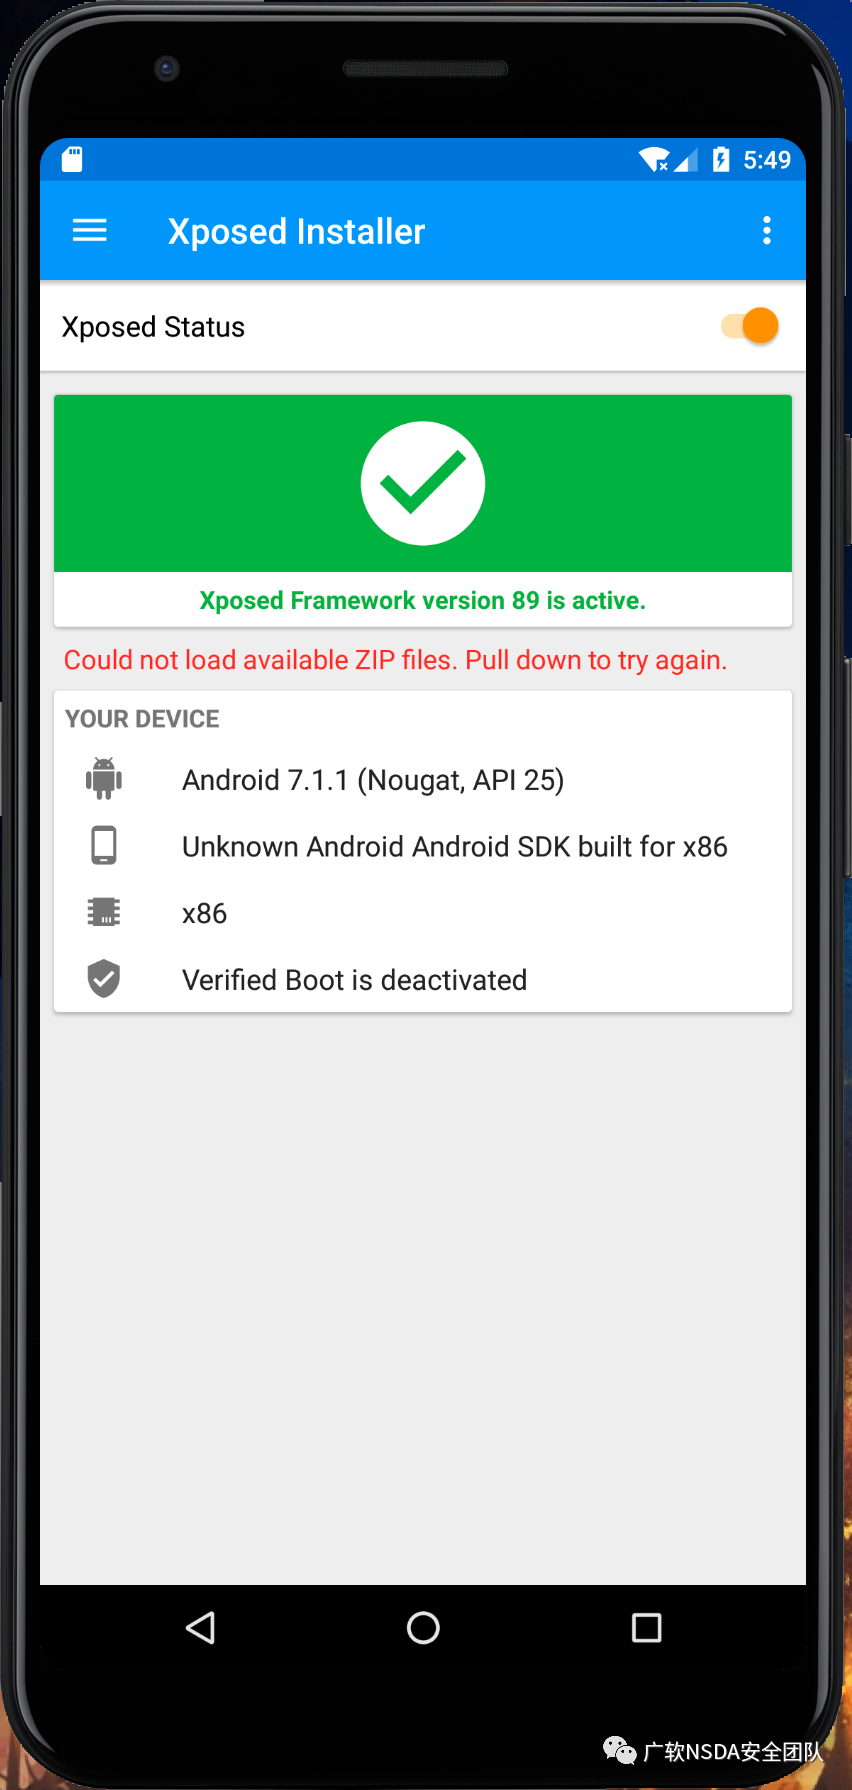 5:49
Xposed Installer
Xposed Status
Xposed Framework version 89 is active.
Could not load available ZIP files. Pull down to try again.
YOUR DEVICE
Android 7.1.1 (Nougat, API 25)
Unknown Android Android SDK built for x86
x86
Verified Boot is deactivated
广软NSDA安全团队